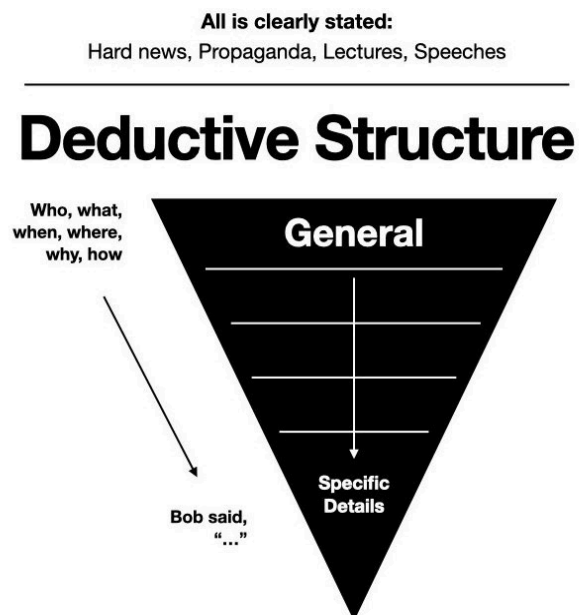 All is clearly stated:
Hard news, Propaganda, Lectures, Speeches
Deductive Structure
Who, what,
when, where,
why, how
General
Specific
Details
Bob said,
“...”